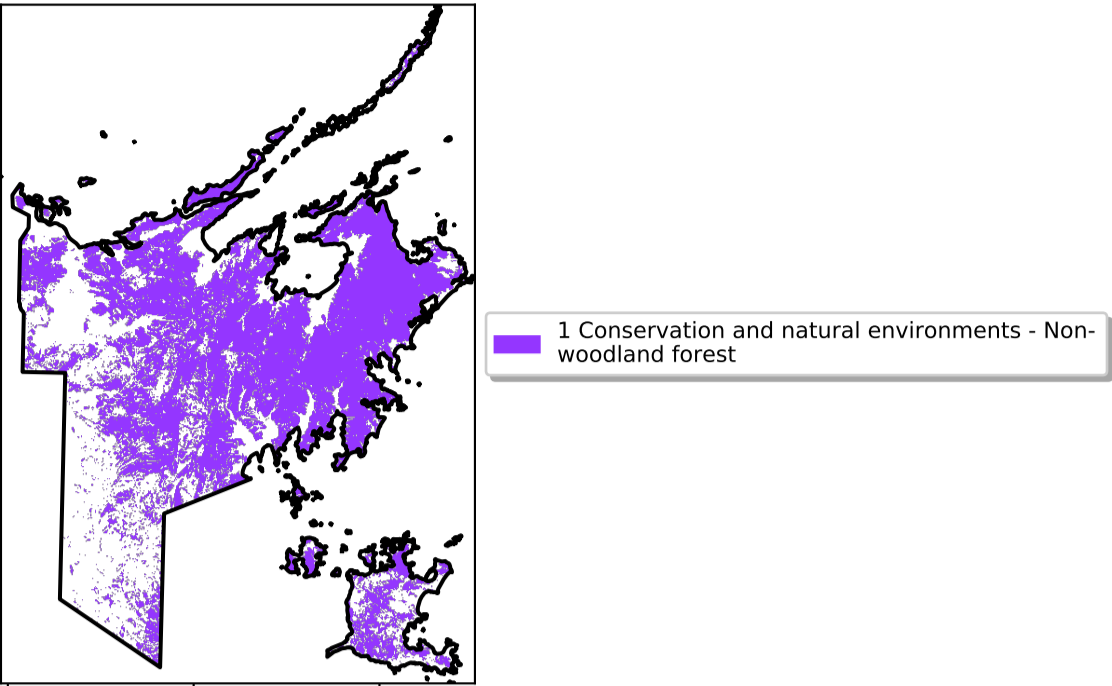 1 Conservation and natural environments - Non-
woodland forest